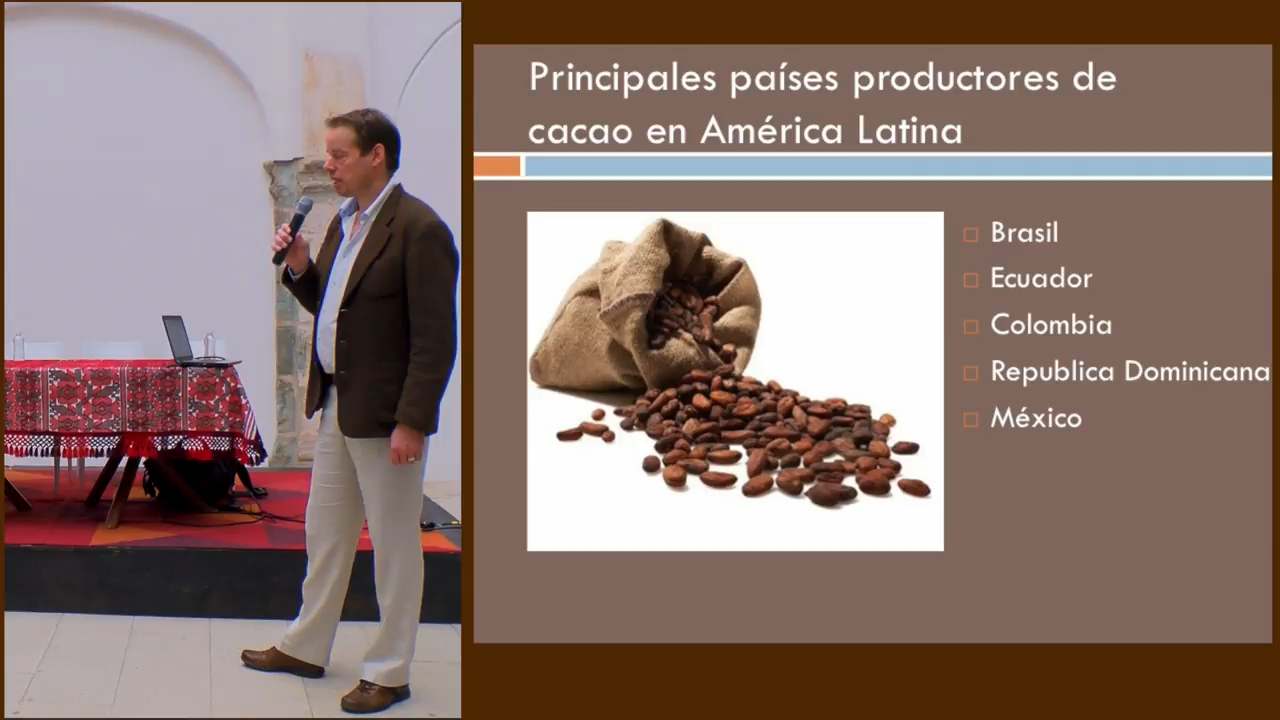 Principales países productores de
cacao en América Latina
Brasil
Ecuador
Colombia
Republica Dominicana
México